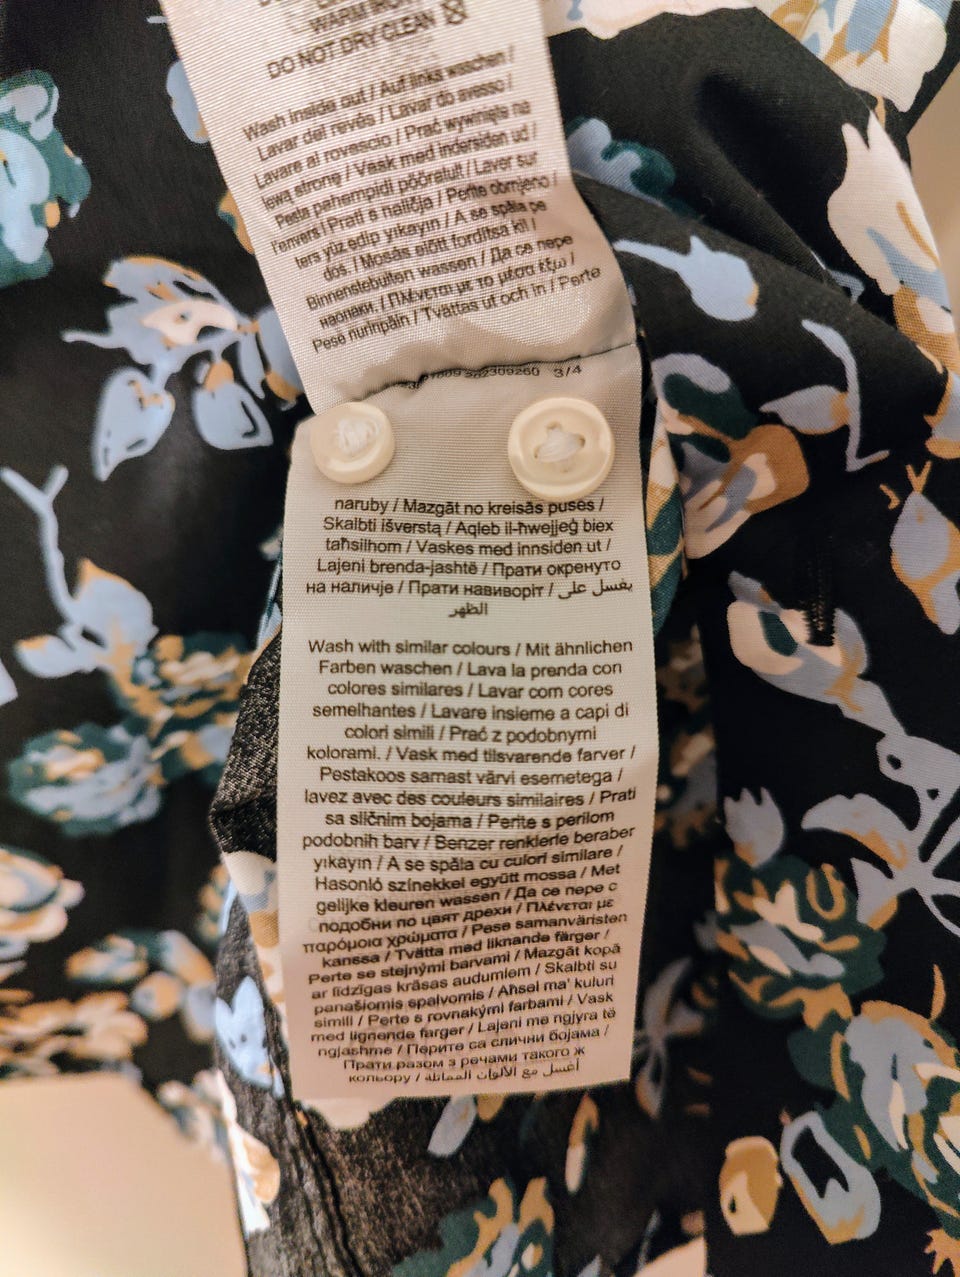 WARM IRON
DO NOT DRY CLEAN
Wash inside out / Auf links waschen /
Lavar del revés / Lavar do avesso /
Lavare al rovescio / Prać wywinięte na
lewą stronę / Vask med indersiden ud /
Pesta pahempidi pööratult / Laver sur
l'envers / Prati s naličja / Perite obrnjeno /
ters yüz edip yıkayın / A se spăla pe
dos. / Mosás előtt fordítsa ki! /
Binnenstebuiten wassen / Да се пере
наопаки. / Πλένεται με το μέσα έξω /
Pese nurinpäin / Tvättas ut och in / Perte
3/4
naruby / Mazgāt no kreisās puses /
Skalbti išverstą / Aqleb il-ħwejjeġ biex
taħsilhom / Vaskes med innsiden ut /
Lajeni brenda-jashtë / Прати окренуто
на наличје / Прати навиворіт / يغسل على
الظهر
Wash with similar colours / Mit ähnlichen
Farben waschen / Lava la prenda con
colores similares / Lavar com cores
semelhantes / Lavare insieme a capi di
colori simili / Prać z podobnymi
kolorami. / Vask med tilsvarende farver /
Pestakoos samast värvi esemetega /
lavez avec des couleurs similaires / Prati
sa sličnim bojama / Perite s perilom
podobnih barv / Benzer renklerle beraber
yıkayın / A se spăla cu culori similare /
Hasonló színekkel együtt mossa / Met
gelijke kleuren wassen / Да се пере с
подобни по цвят дрехи / Πλένεται με
παρόμοια χρώματα / Pese samanväristen
kanssa / Tvätta med liknande färger /
Perte se stejnými barvami / Mazgāt kopā
ar līdzīgas krāsas audumiem / Skalbti su
panašiomis spalvomis / Aħsel ma' kuluri
simili / Perte s rovnakými farbami / Vask
med lignende farger / Lajeni me ngjyra të
ngjashme / Перите са слични бојама /
Прати разом з речами такого ж
кольору / أغسل مع الألوان المماثلة